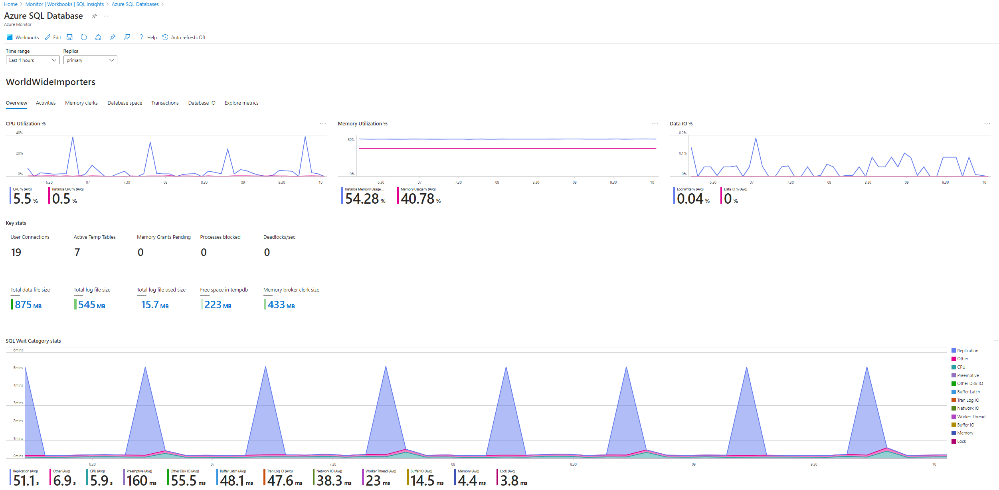 Home > Monitor | Workbooks | SQL Insights > Azure SQL Databases >
Azure SQL Database
Azure Monitor
Workbooks Edit Help Auto refresh: Off
Time range Replica
Last 4 hours primary
WorldWideImporters
Overview Activities Memory clerks Database space Transactions Database IO Explore metrics
CPU Utilization %
40%
20%
0%
6:30 07 7:30 08 8:30 09 9:30 10
CPU % (Avg) Instance CPU % (Avg)
5.5 % 0.5 %
Memory Utilization %
50%
0%
6:30 07 7:30 08 8:30 09 9:30 10
Instance Memory Usage ... Memory Usage % (Avg)
54.28 % 40.78 %
Data IO %
0.2%
0.1%
0%
6:30 07 7:30 08 8:30 09 9:30 10
Log Write % (Avg) Data IO % (Avg)
0.04 % 0 %
Key stats
User Connections Active Temp Tables Memory Grants Pending Processes blocked Deadlocks/sec
19 7 0 0 0
Total data file size Total log file size Total log file used size Free space in tempdb Memory broker clerk size
875 MB 545 MB 15.7 MB 223 MB 433 MB
SQL Wait Category stats
6mins
5mins
4mins
3mins
2mins
1mins
0mins
6:30 07 7:30 08 8:30 09 9:30 10
Replication
Other
CPU
Preemptive
Other Disk IO
Buffer Latch
Tran Log IO
Network IO
Worker Thread
Buffer IO
Memory
Lock
Replication (Avg) Other (Avg) CPU (Avg) Preemptive (Avg) Other Disk IO (Avg) Buffer Latch (Avg) Tran Log IO (Avg) Network IO (Avg) Worker Thread (Avg) Buffer IO (Avg) Memory (Avg) Lock (Avg)
51.1 s 6.9 s 5.9 s 160 ms 55.5 ms 48.1 ms 47.6 ms 38.3 ms 23 ms 14.5 ms 4.4 ms 3.8 ms